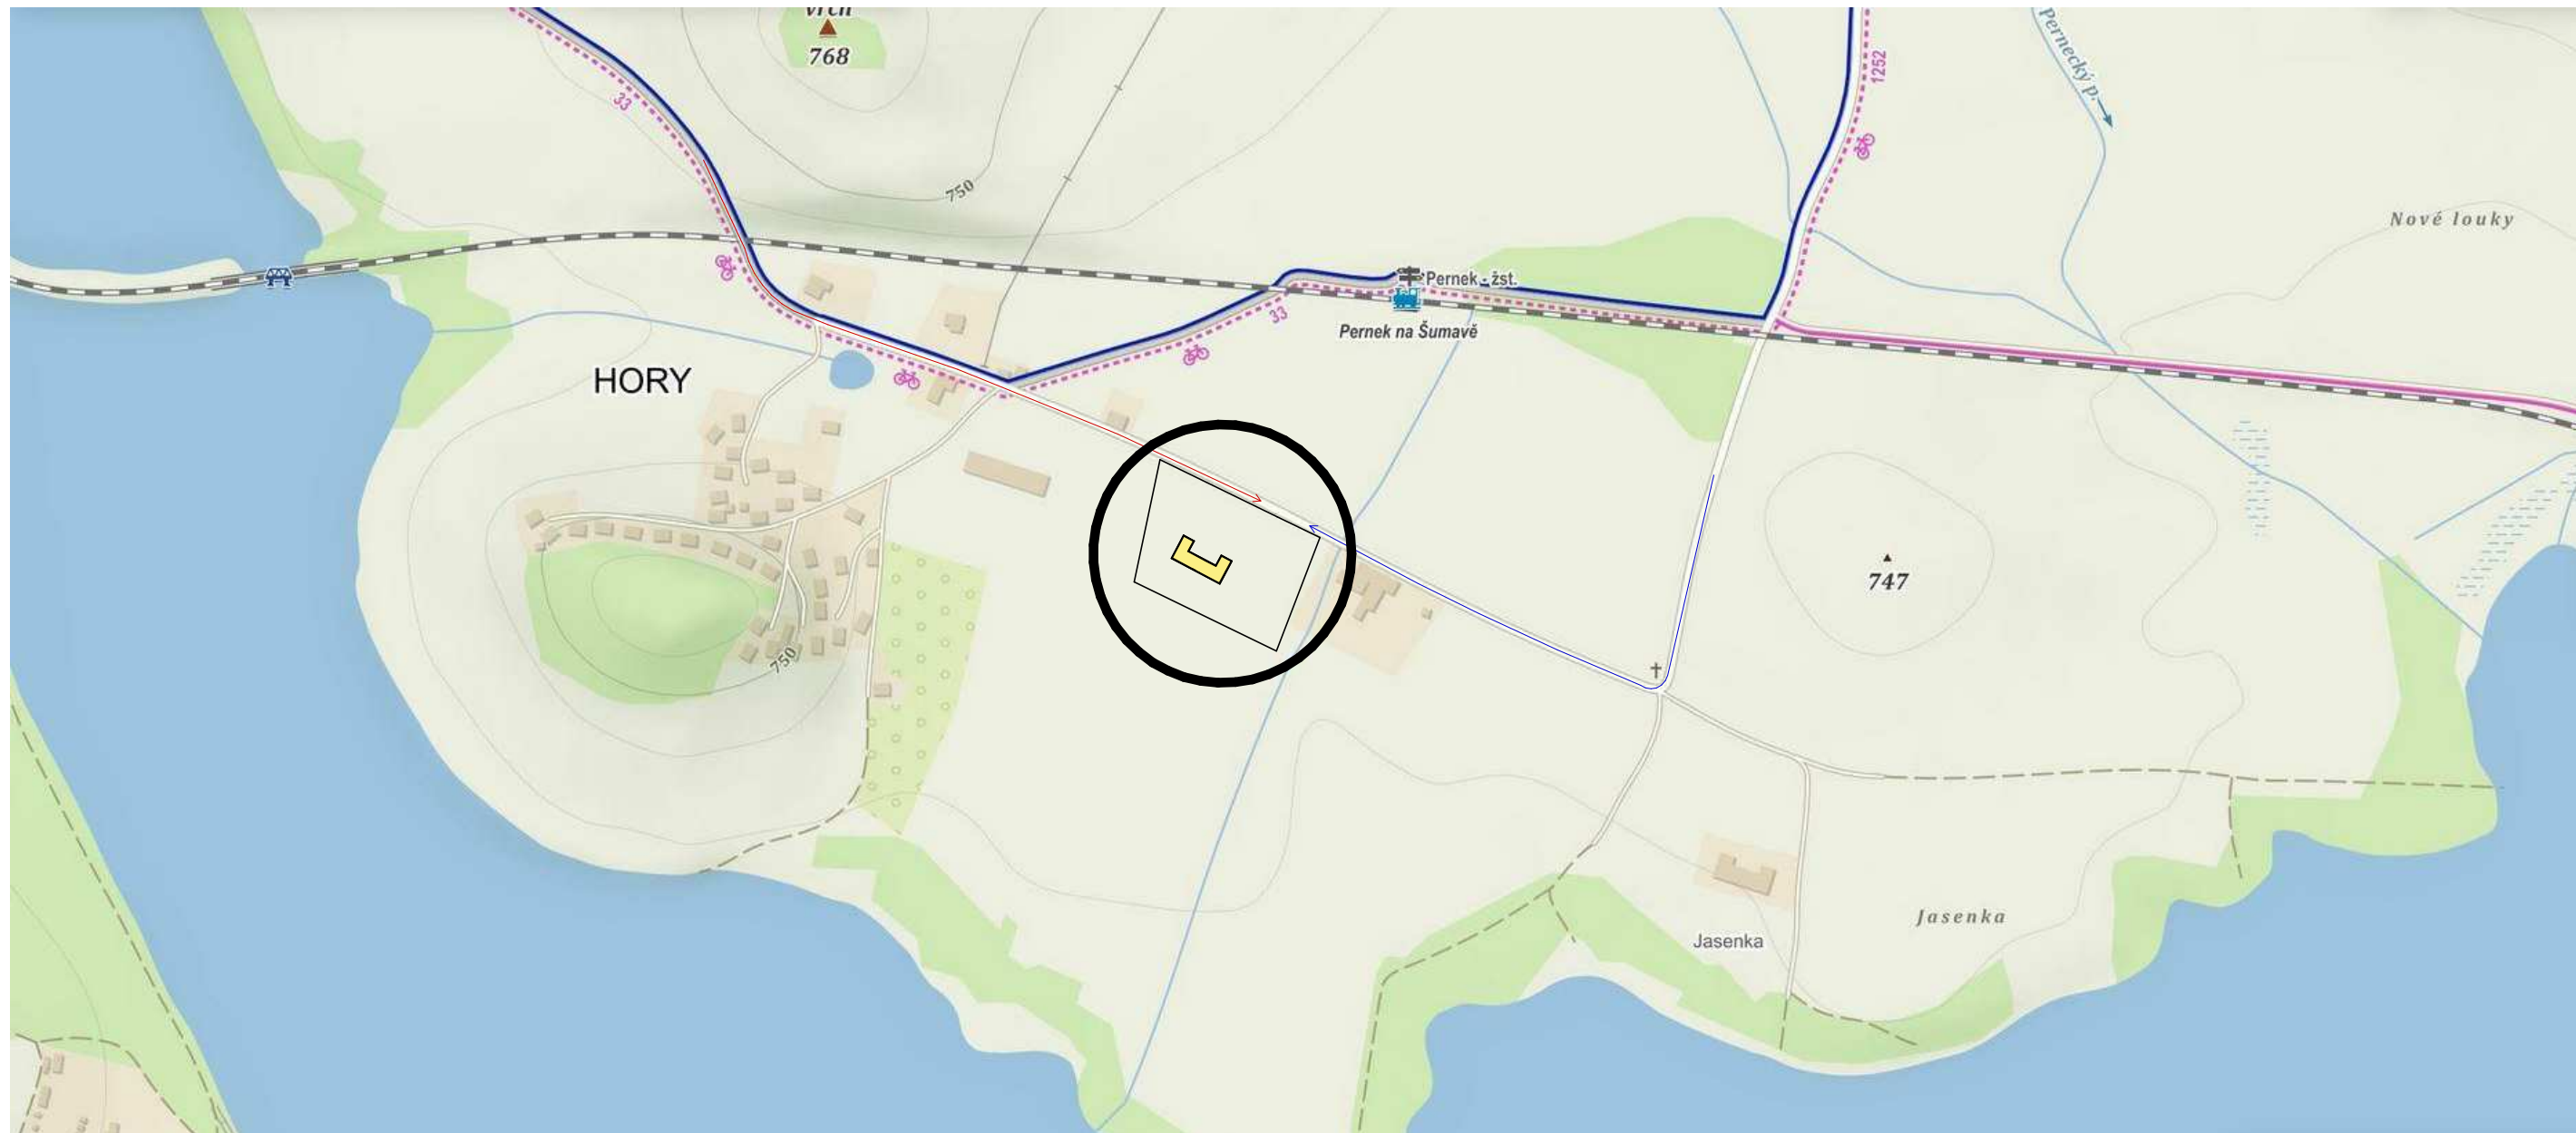 vrch
768
33
1252
Pernecký p.
750
Nové louky
Pernek - žst.
33
Pernek na Šumavě
HORY
747
750
Jasenka
Jasenka